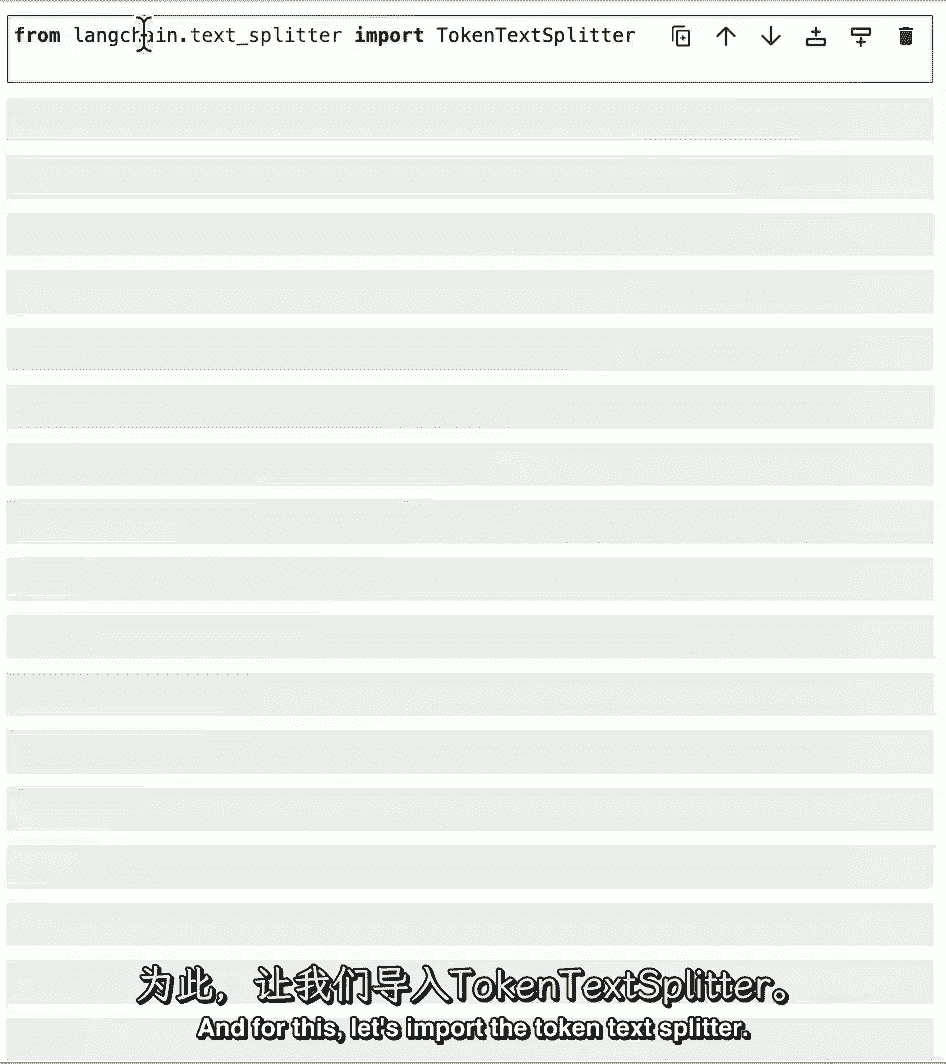 from langchain.text_splitter import TokenTextSplitter
为此，让我们导入TokenTextSplitter。
And for this, let's import the token text splitter.